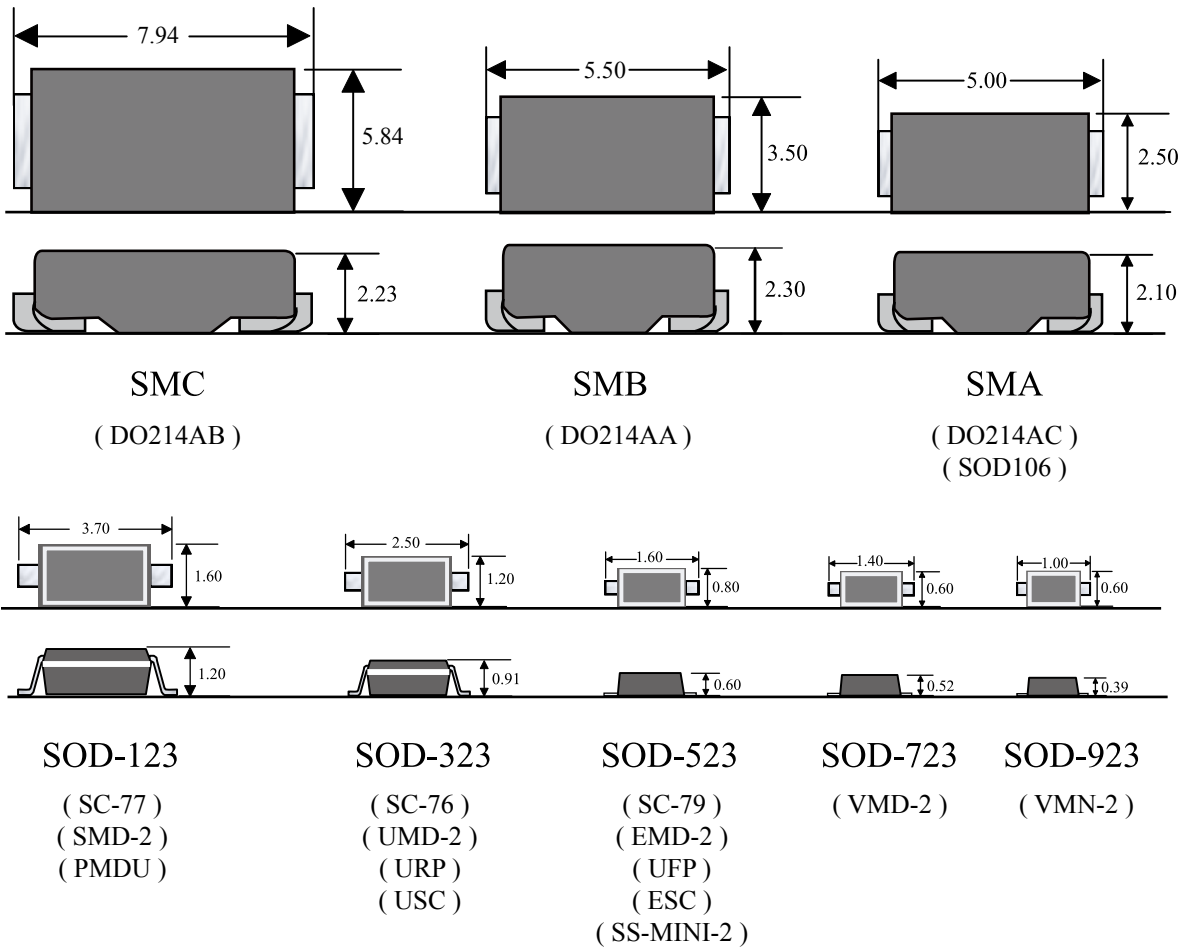 7.94
5.84
5.50
3.50
5.00
2.50
2.23
2.30
2.10
SMC
( DO214AB )
SMB
( DO214AA )
SMA
( DO214AC )
( SOD106 )
3.70
1.60
2.50
1.20
1.60
0.80
1.40
0.60
1.00
0.60
1.20
0.91
0.60
0.52
0.39
SOD-123
( SC-77 )
( SMD-2 )
( PMDU )
SOD-323
( SC-76 )
( UMD-2 )
( URP )
( USC )
SOD-523
( SC-79 )
( EMD-2 )
( UFP )
( ESC )
( SS-MINI-2 )
SOD-723
( VMD-2 )
SOD-923
( VMN-2 )